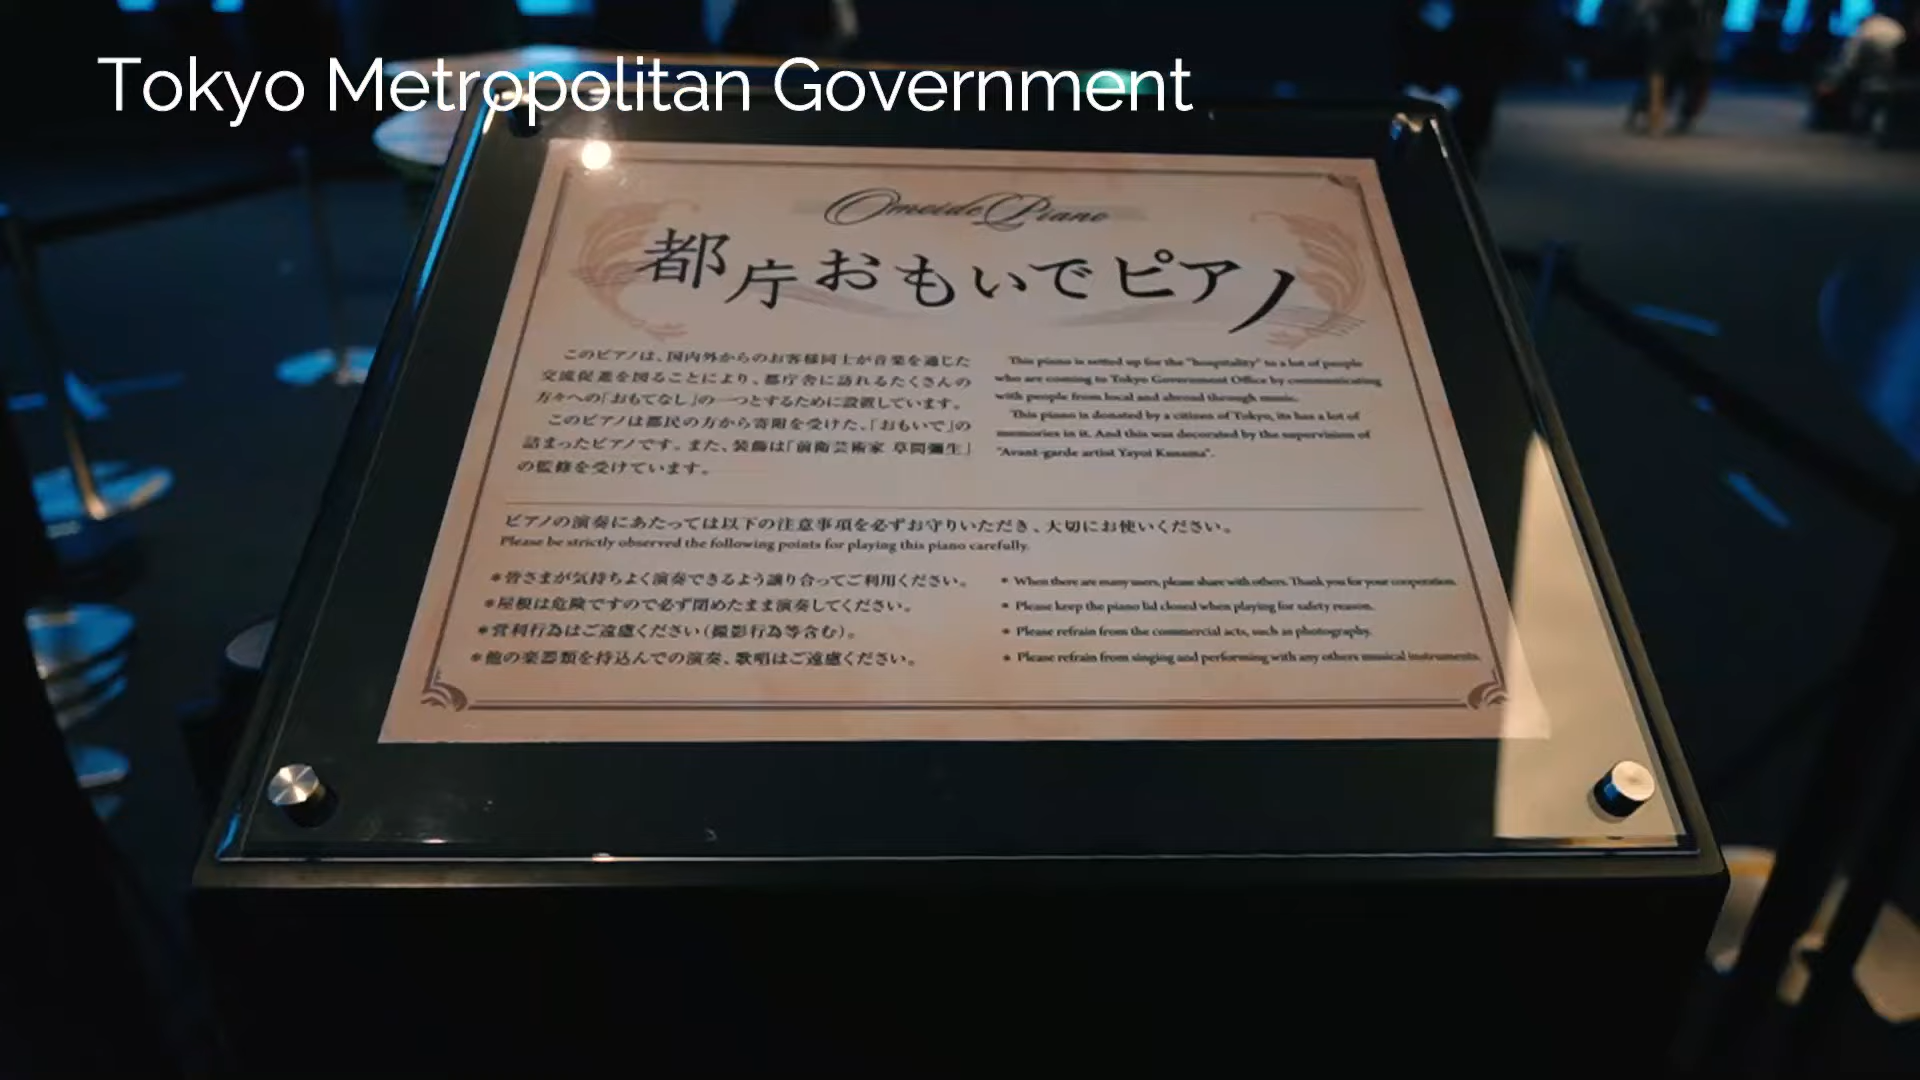 Tokyo Metropolitan Government
Omoide Piano
都庁おもいでピアノ
このピアノは、国内外からのお客様同士が音楽を通じた
交流促進を図ることにより、都庁舎に訪れるたくさんの
方々への「おもてなし」の一つとするために設置しています。
このピアノは都民の方から寄附を受けた、「おもいで」の
詰まったピアノです。また、装飾は「前衛芸術家 草間彌生」
の監修を受けています。
This piano is setted up for the "hospitality" to a lot of people
who are coming to Tokyo Government Office by communicating
with people from local and abroad through music.
This piano is donated by a citizen of Tokyo, its has a lot of
memories in it. And this was decorated by the supervision of
"Avant-garde artist Yayoi Kusama".
ピアノの演奏にあたっては以下の注意事項を必ずお守りいただき、大切にお使いください。
Please be strictly observed the following points for playing this piano carefully.
*皆さまが気持ちよく演奏できるよう譲り合ってご利用ください。
*屋根は危険ですので必ず閉めたまま演奏してください。
*営利行為はご遠慮ください(撮影行為等含む)。
*他の楽器類を持込んでの演奏、歌唱はご遠慮ください。
* When there are many users, please share with others. Thank you for your cooperation.
* Please keep the piano lid closed when playing for safety reason.
* Please refrain from the commercial acts, such as photography.
* Please refrain from singing and performing with any others musical instruments.